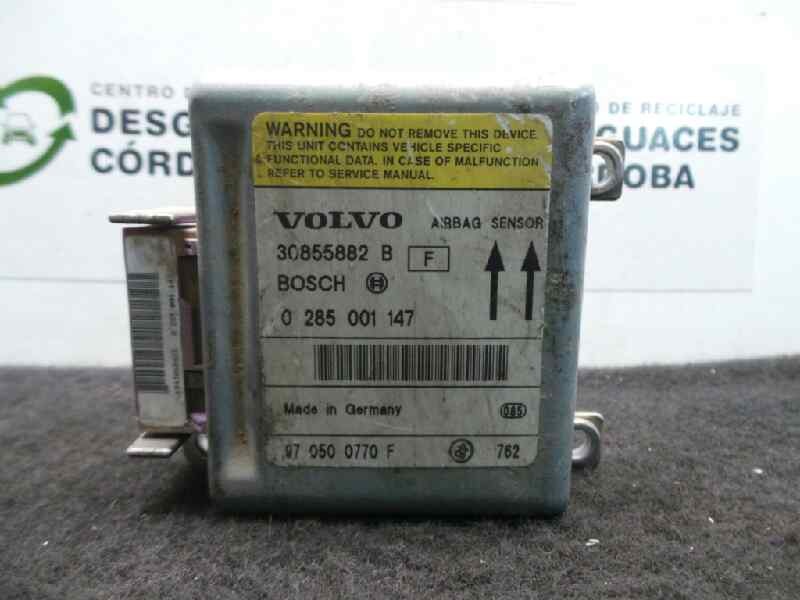 CENTRO D
DESG
CÓRD
DE RECICLAJE
GUACES
OBA
WARNING DO NOT REMOVE THIS DEVICE.
THIS UNIT CONTAINS VEHICLE SPECIFIC
FUNCTIONAL DATA. IN CASE OF MALFUNCTION
REFER TO SERVICE MANUAL.
VOLVO AIRBAG SENSOR
30855882 B F
BOSCH
0 285 001 147
Made in Germany 085
97 050 0770 F 762